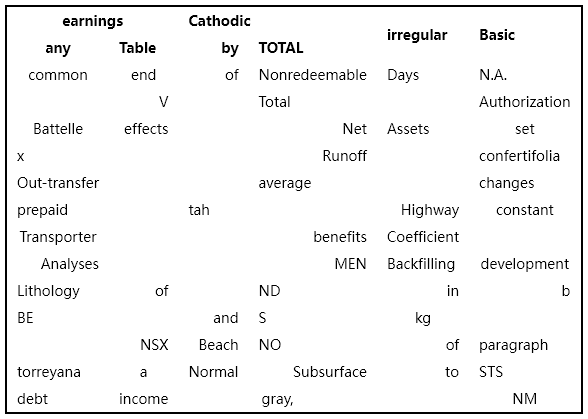 earnings Cathodic irregular Basic
any Table by TOTAL
common end of Nonredeemable Days N.A.
V Total Authorization
Battelle effects Net Assets set
x Runoff confertifolia
Out-transfer average changes
prepaid tah Highway constant
Transporter benefits Coefficient
Analyses MEN Backfilling development
Lithology of ND in b
BE and S kg
NSX Beach NO of paragraph
torreyana a Normal Subsurface to STS
debt income gray, NM